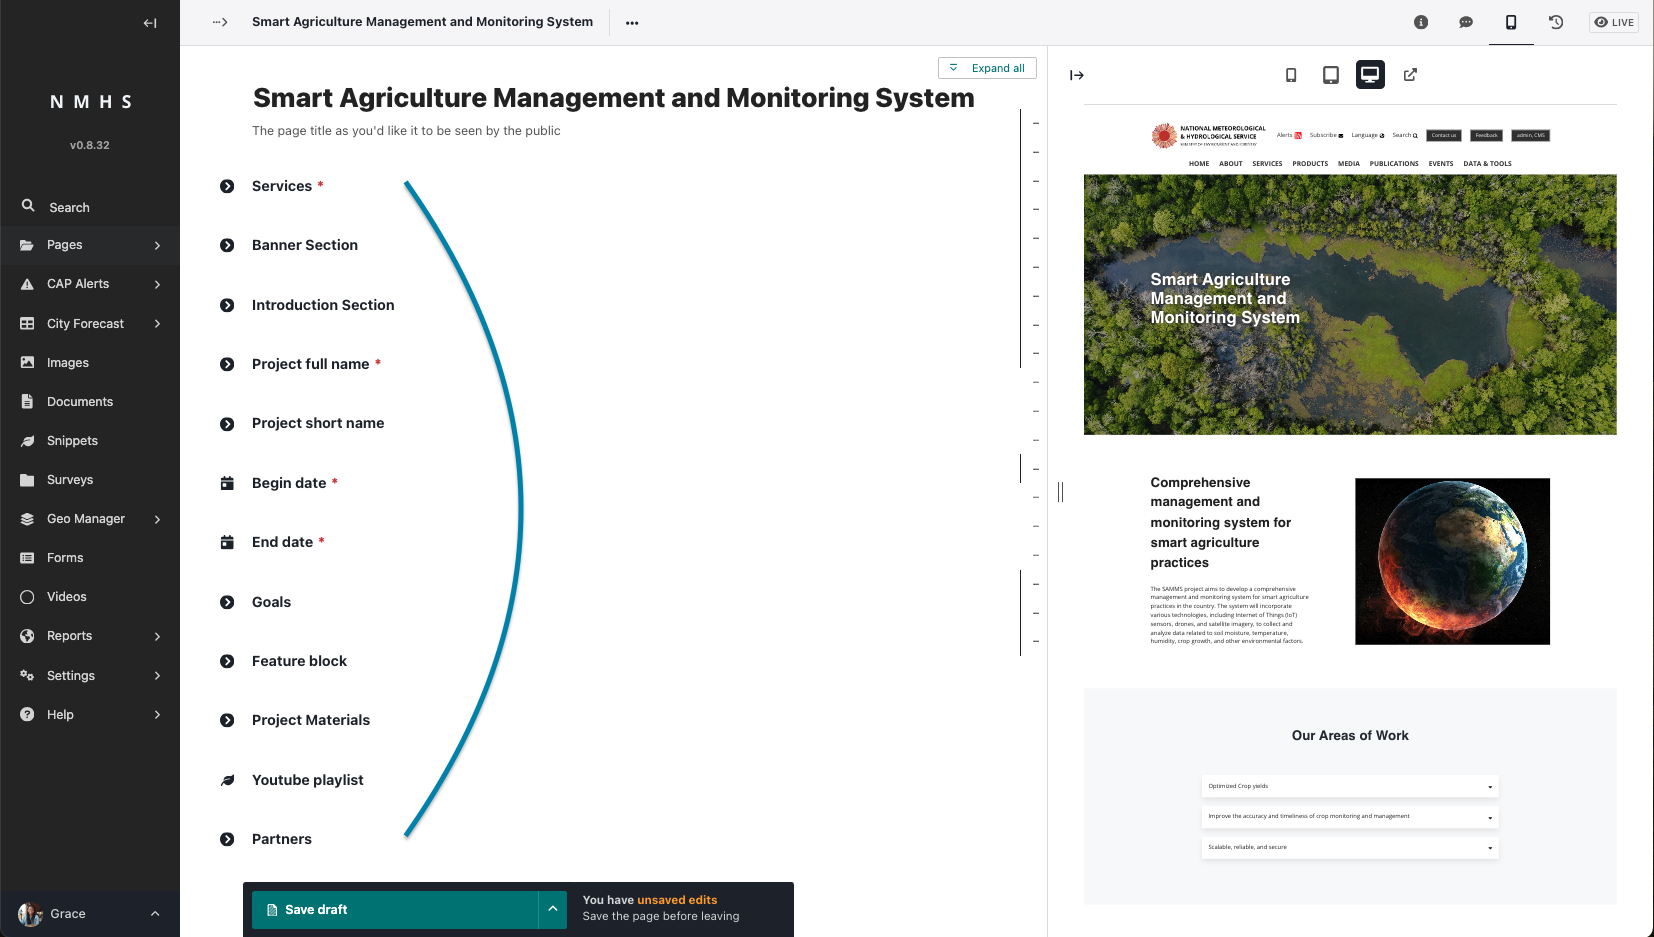 Smart Agriculture Management and Monitoring System
LIVE
N M H S
v0.8.32
Search
Pages
CAP Alerts
City Forecast
Images
Documents
Snippets
Surveys
Geo Manager
Forms
Videos
Reports
Settings
Help
Grace
Expand all
Smart Agriculture Management and Monitoring System
The page title as you'd like it to be seen by the public
Services *
Banner Section
Introduction Section
Project full name *
Project short name
Begin date *
End date *
Goals
Feature block
Project Materials
Youtube playlist
Partners
Save draft
You have unsaved edits
Save the page before leaving
NATIONAL METEOROLOGICAL
& HYDROLOGICAL SERVICE
MINISTRY OF ENVIRONMENT AND FORESTRY
Alerts
Subscribe
Language
Search
Contact us
Feedback
admin, CMS
HOME ABOUT SERVICES PRODUCTS MEDIA PUBLICATIONS EVENTS DATA & TOOLS
Smart Agriculture
Management and
Monitoring System
Comprehensive
management and
monitoring system for
smart agriculture
practices
The SAMMS project aims to develop a comprehensive
management and monitoring system for smart agriculture
practices in the country. The system will incorporate
various technologies, including Internet of Things (IoT)
sensors, drones, and satellite imagery, to collect and
analyze data related to soil moisture, temperature,
humidity, crop growth, and other environmental factors.
Our Areas of Work
Optimized Crop yields
Improve the accuracy and timeliness of crop monitoring and management
Scalable, reliable, and secure